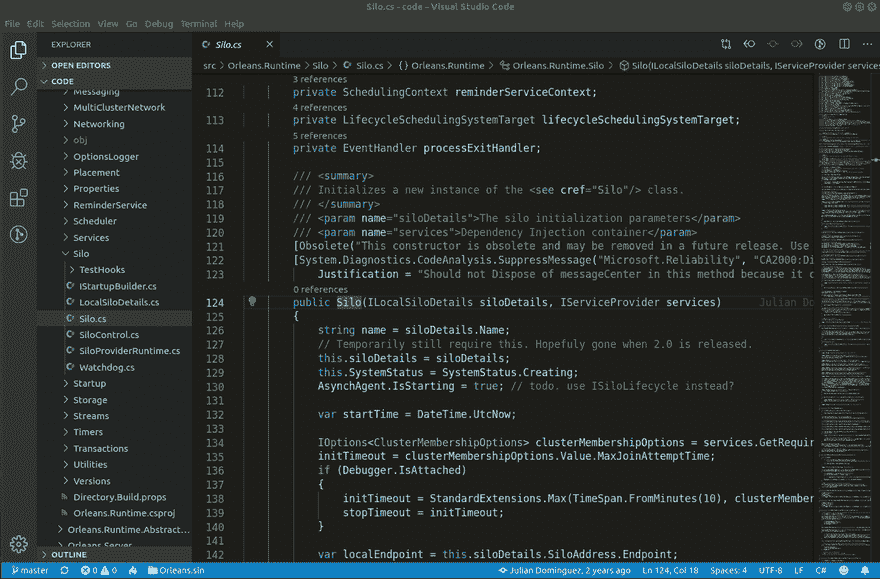 Silo.cs - code - Visual Studio Code
File Edit Selection View Go Debug Terminal Help
EXPLORER
OPEN EDITORS
CODE
Messaging
MultiClusterNetwork
Networking
obj
OptionsLogger
Placement
Properties
ReminderService
Scheduler
Services
Silo
TestHooks
IStartupBuilder.cs
LocalSiloDetails.cs
Silo.cs
SiloControl.cs
SiloProviderRuntime.cs
Watchdog.cs
Startup
Storage
Streams
Timers
Transactions
Utilities
Versions
Directory.Build.props
Orleans.Runtime.csproj
Orleans.Runtime.Abstract...
Orleans.Server
OUTLINE
Silo.cs
src > Orleans.Runtime > Silo > Silo.cs > {} Orleans.Runtime > Orleans.Runtime.Silo > Silo(ILocalSiloDetails siloDetails, IServiceProvider services
3 references
112 private SchedulingContext reminderServiceContext;
4 references
113 private LifecycleSchedulingSystemTarget lifecycleSchedulingSystemTarget;
5 references
114 private EventHandler processExitHandler;
115
116 /// <summary>
117 /// Initializes a new instance of the <see cref="Silo"/> class.
118 /// </summary>
119 /// <param name="siloDetails">The silo initialization parameters</param>
120 /// <param name="services">Dependency Injection container</param>
121 [Obsolete("This constructor is obsolete and may be removed in a future release. Use
122 [System.Diagnostics.CodeAnalysis.SuppressMessage("Microsoft.Reliability", "CA2000:Di
123 Justification = "Should not Dispose of messageCenter in this method because it c
0 references
124 public Silo(ILocalSiloDetails siloDetails, IServiceProvider services) Julian Do
125 {
126 string name = siloDetails.Name;
127 // Temporarily still require this. Hopefuly gone when 2.0 is released.
128 this.siloDetails = siloDetails;
129 this.SystemStatus = SystemStatus.Creating;
130 AsynchAgent.IsStarting = true; // todo. use ISiloLifecycle instead?
131
132 var startTime = DateTime.UtcNow;
133
134 IOptions<ClusterMembershipOptions> clusterMembershipOptions = services.GetRequir
135 initTimeout = clusterMembershipOptions.Value.MaxJoinAttemptTime;
136 if (Debugger.IsAttached)
137 {
138 initTimeout = StandardExtensions.Max(TimeSpan.FromMinutes(10), clusterMember
139 stopTimeout = initTimeout;
140 }
141
142 var localEndpoint = this.siloDetails.SiloAddress.Endpoint;
master 0 0 Orleans.sln Julian Dominguez, 2 years ago Ln 124, Col 18 Spaces: 4 UTF-8 LF C#